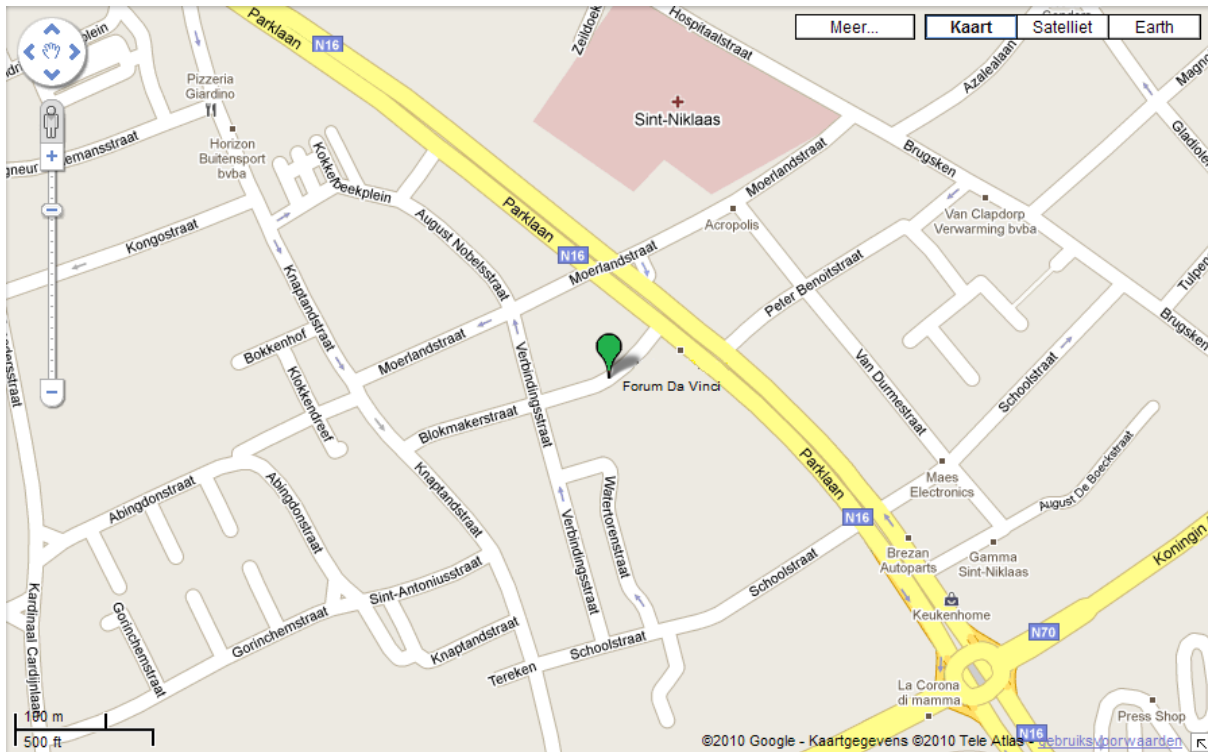 Parklaan
N16
Zeildoek
Hospitaalstraat
Meer...
Kaart
Satelliet
Earth
Azalealaan
Magno
Gladiolen
Pizzeria
Giardino
Horizon
Buitensport
bvba
Sint-Niklaas
Brugsken
Moerlandstraat
Acropolis
Van Clapdorp
Verwarming bvba
Kongostraat
August Nobelsstraat
Parklaan
N16
Moerlandstraat
Peter Benoitstraat
Tulpen
Brugsken
Knaptandstraat
Bokkenhof
Klokkendreef
Moerlandstraat
Verbindingsstraat
Forum Da Vinci
Blokmakerstraat
Van Durmestraat
Schoolstraat
Parklaan
Maes
Electronics
August De Boeckstraat
Abingdonstraat
Abingdonstraat
Knaptandstraat
Watertorenstraat
Verbindingsstraat
N16
Brezan
Autoparts
Gamma
Sint-Niklaas
Koningin
Keukenhome
Schoolstraat
Sint-Antoniusstraat
Kardinaal Cardijnlaan
Gorinchemstraat
Gorinchemstraat
Knaptandstraat
Schoolstraat
Tereken
N70
La Corona
di mamma
Press Shop
N16
100 m
500 ft
©2010 Google - Kaartgegevens ©2010 Tele Atlas - Gebruiksvoorwaarden